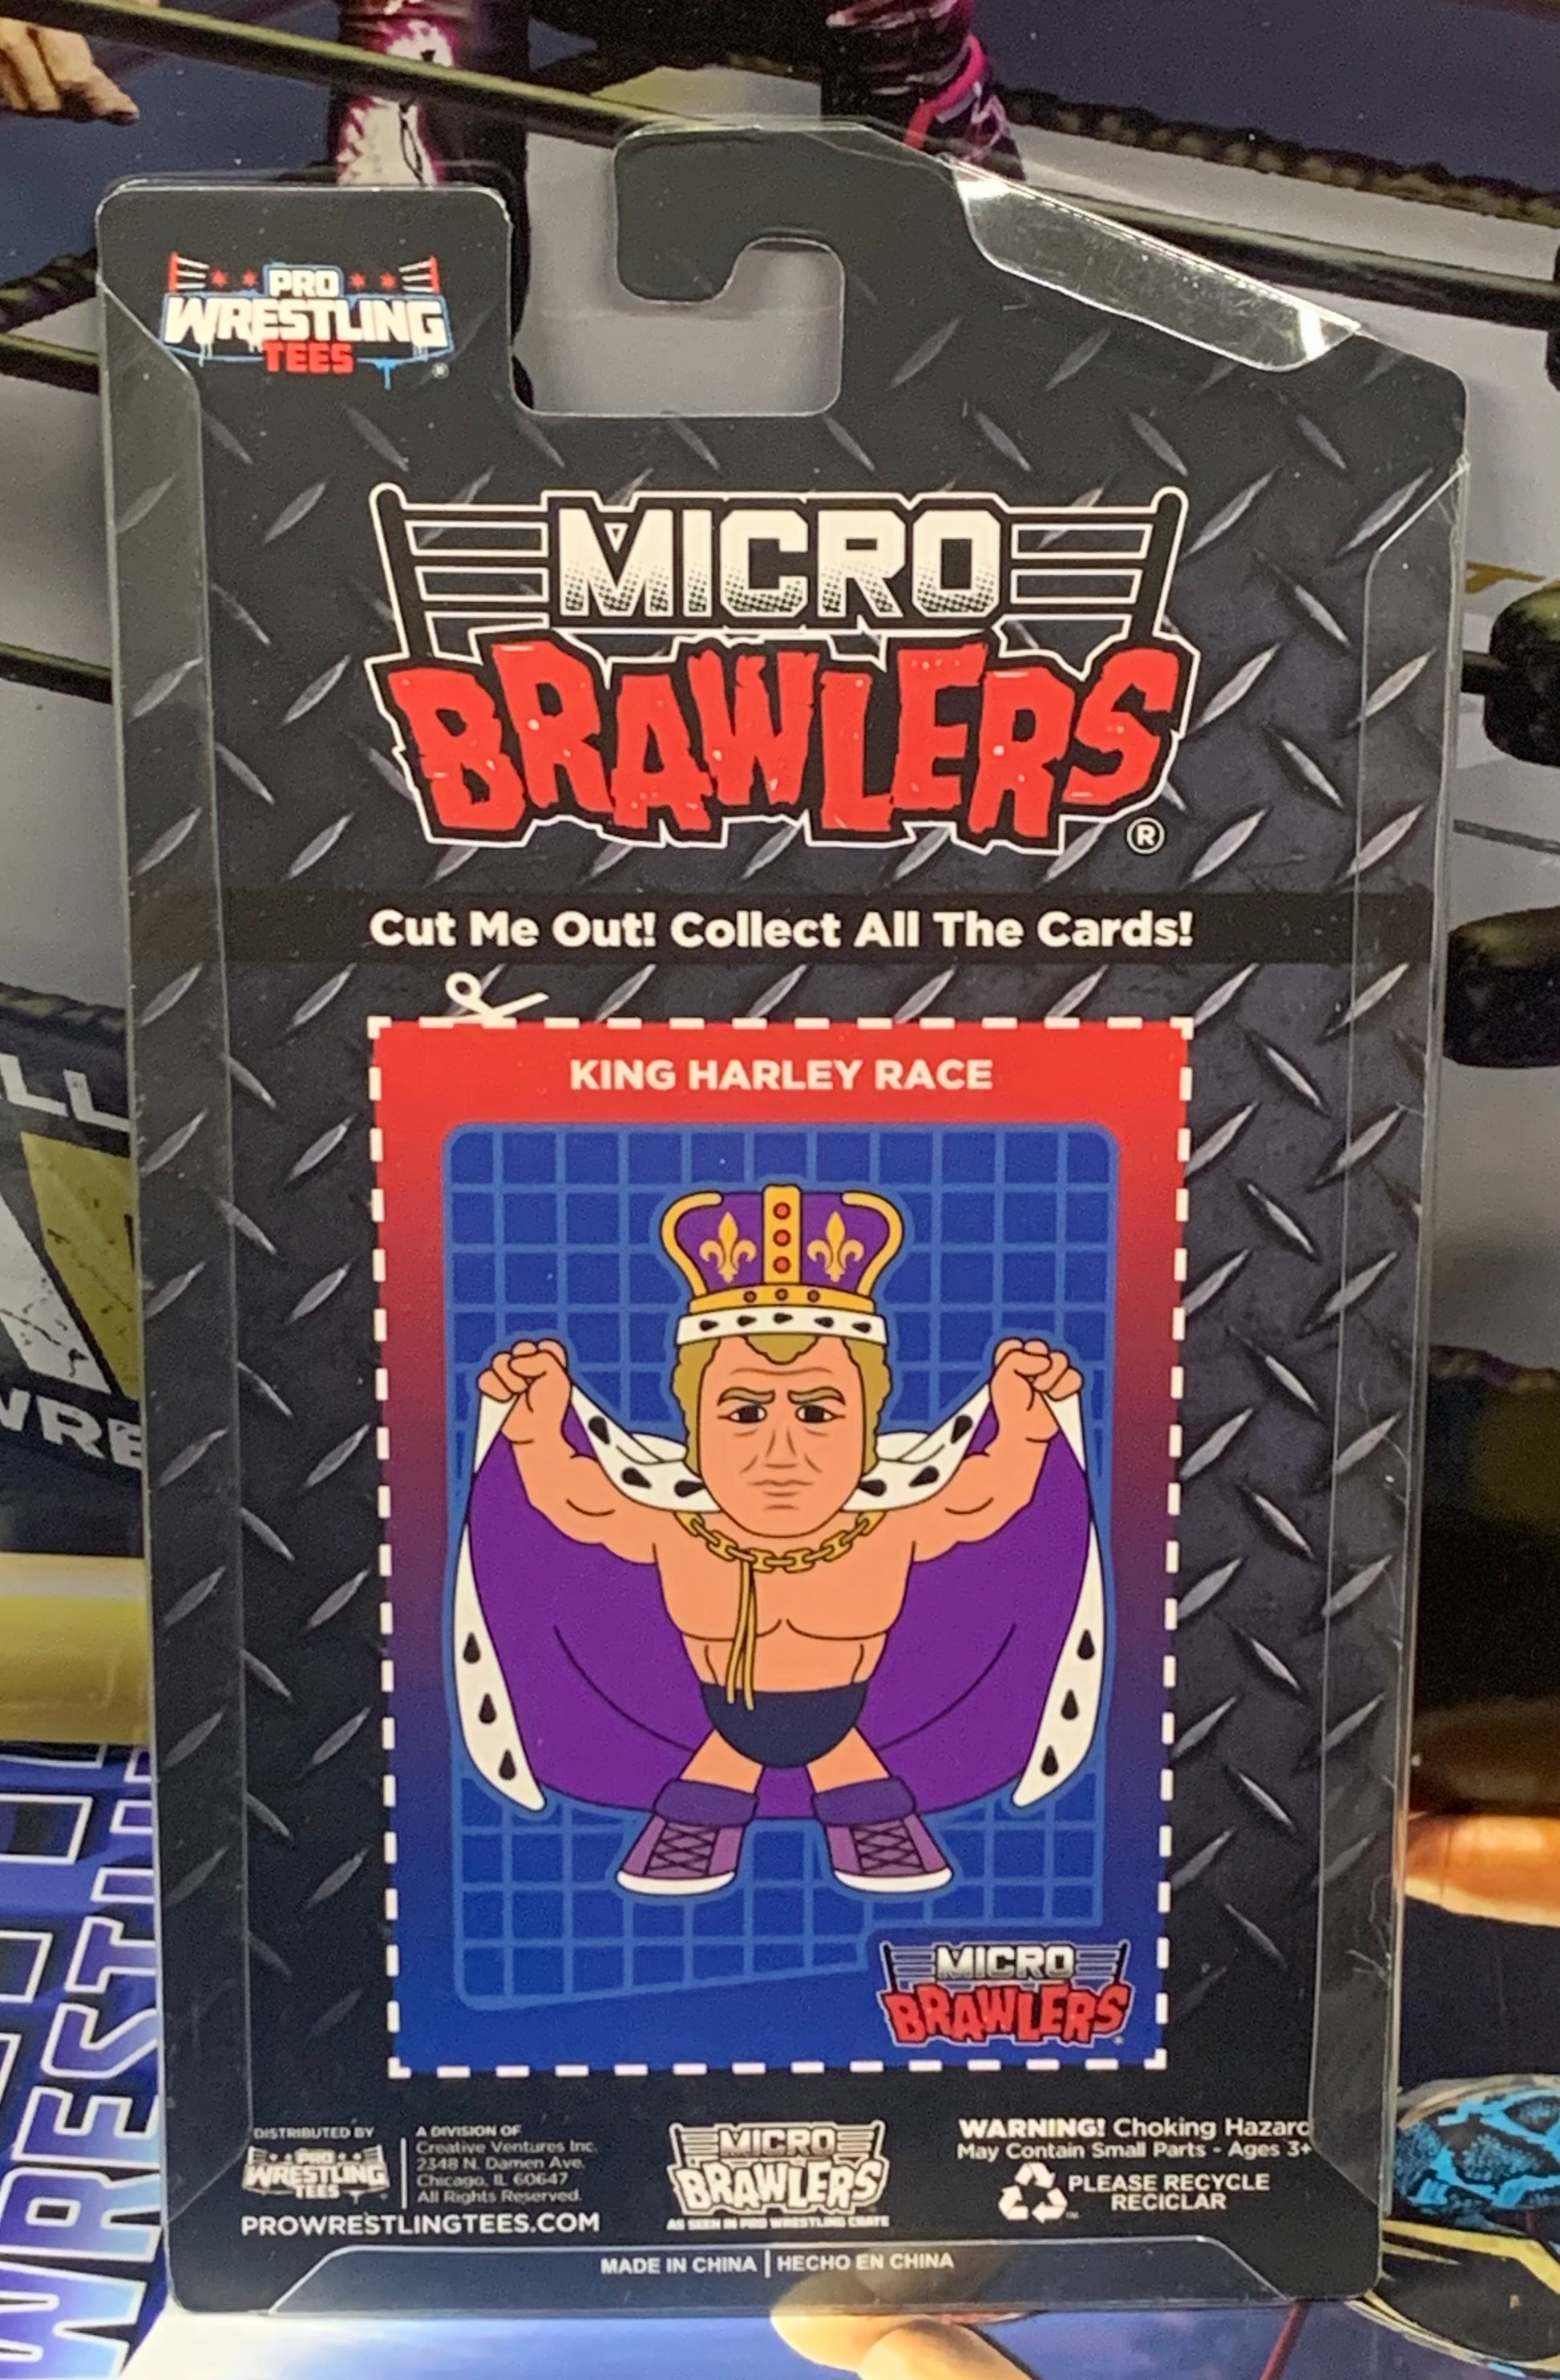 PRO
WRESTLING
TEES
®
MICRO
BRAWLERS
®
Cut Me Out! Collect All The Cards!
KING HARLEY RACE
MICRO
BRAWLERS
DISTRIBUTED BY
PRO
WRESTLING
TEES
A DIVISION OF
Creative Ventures Inc.
2348 N. Damen Ave.
Chicago, IL 60647
All Rights Reserved.
PROWRESTLINGTEES.COM
MICRO
BRAWLERS
AS SEEN IN PRO WRESTLING CRATE
WARNING! Choking Hazard
May Contain Small Parts - Ages 3+
PLEASE RECYCLE
RECICLAR
MADE IN CHINA | HECHO EN CHINA
WRE
WRESTL